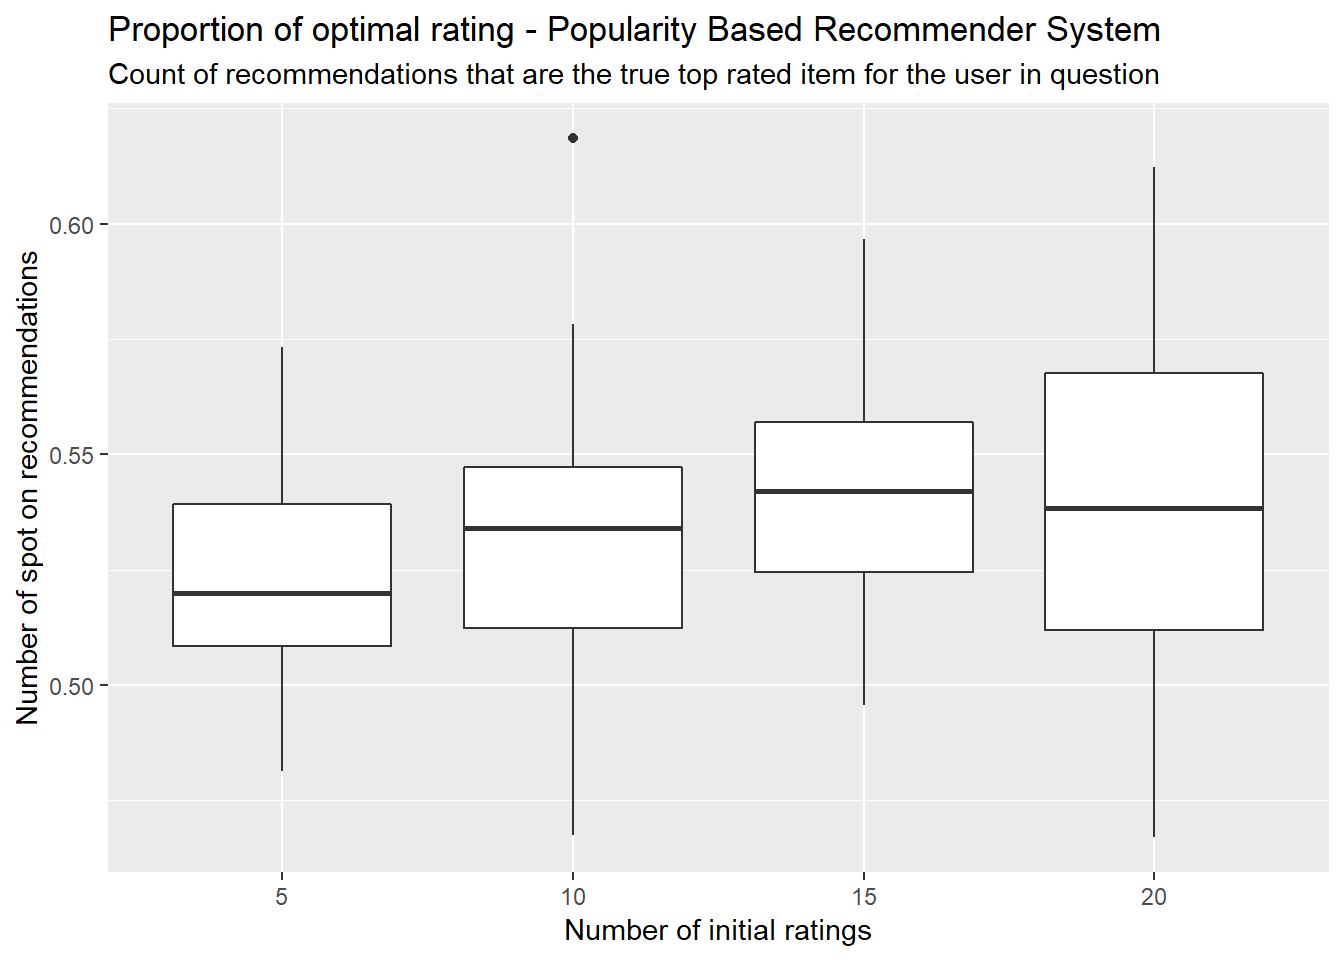 Proportion of optimal rating - Popularity Based Recommender System
Count of recommendations that are the true top rated item for the user in question
Number of spot on recommendations
0.60
0.55
0.50
5
10
15
20
Number of initial ratings